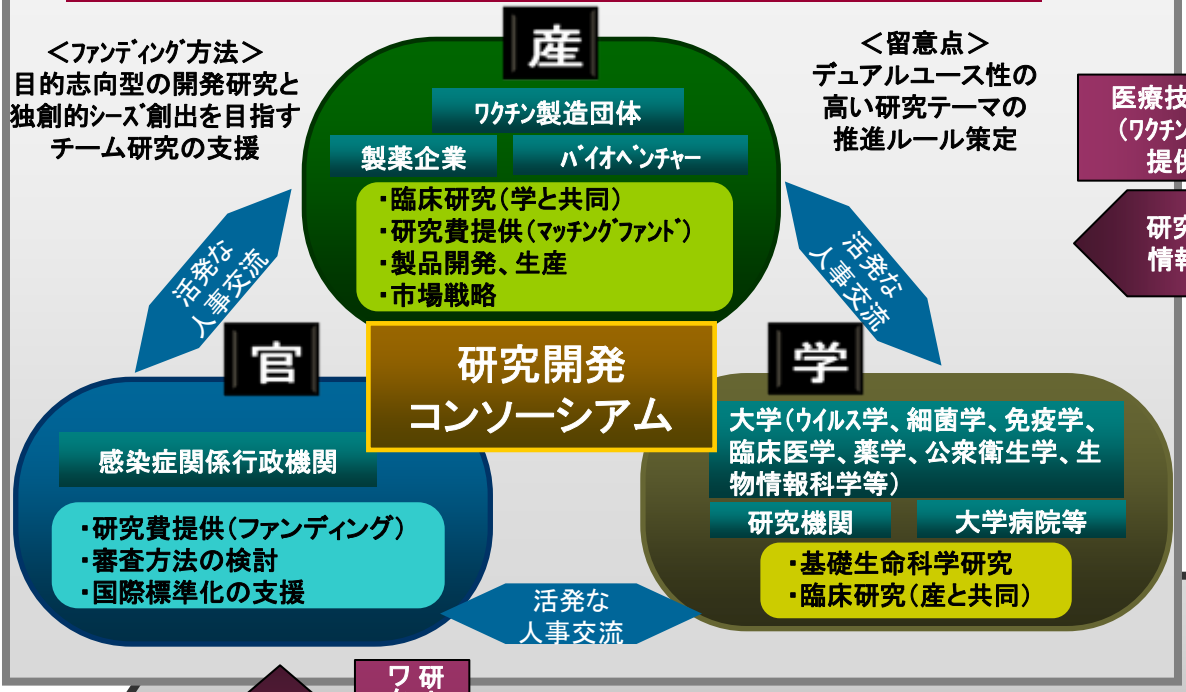 ＜ファンディング方法＞
目的志向型の開発研究と
独創的シーズ創出を目指す
チーム研究の支援
産
ワクチン製造団体
製薬企業
バイオベンチャー
・臨床研究（学と共同）
・研究費提供（マッチングファンド）
・製品開発、生産
・市場戦略
＜留意点＞
デュアルユース性の
高い研究テーマの
推進ルール策定
医療技
（ワクチン
提供
研究
情報
活発な
人事交流
活発な
人事交流
官
研究開発
コンソーシアム
学
感染症関係行政機関
・研究費提供（ファンディング）
・審査方法の検討
・国際標準化の支援
大学（ウイルス学、細菌学、免疫学、
臨床医学、薬学、公衆衛生学、生
物情報科学等）
研究機関
大学病院等
・基礎生命科学研究
・臨床研究（産と共同）
活発な
人事交流
研
ワ